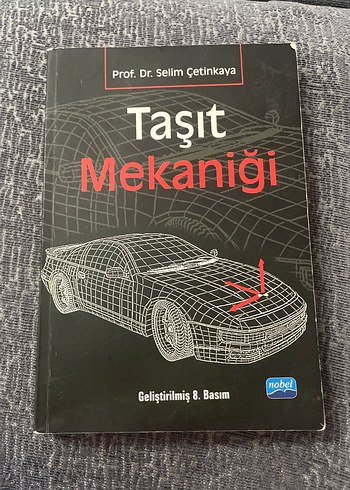 Prof. Dr. Selim Çetinkaya
Taşıt
Mekaniği
nobel
Geliştirilmiş 8. Basım